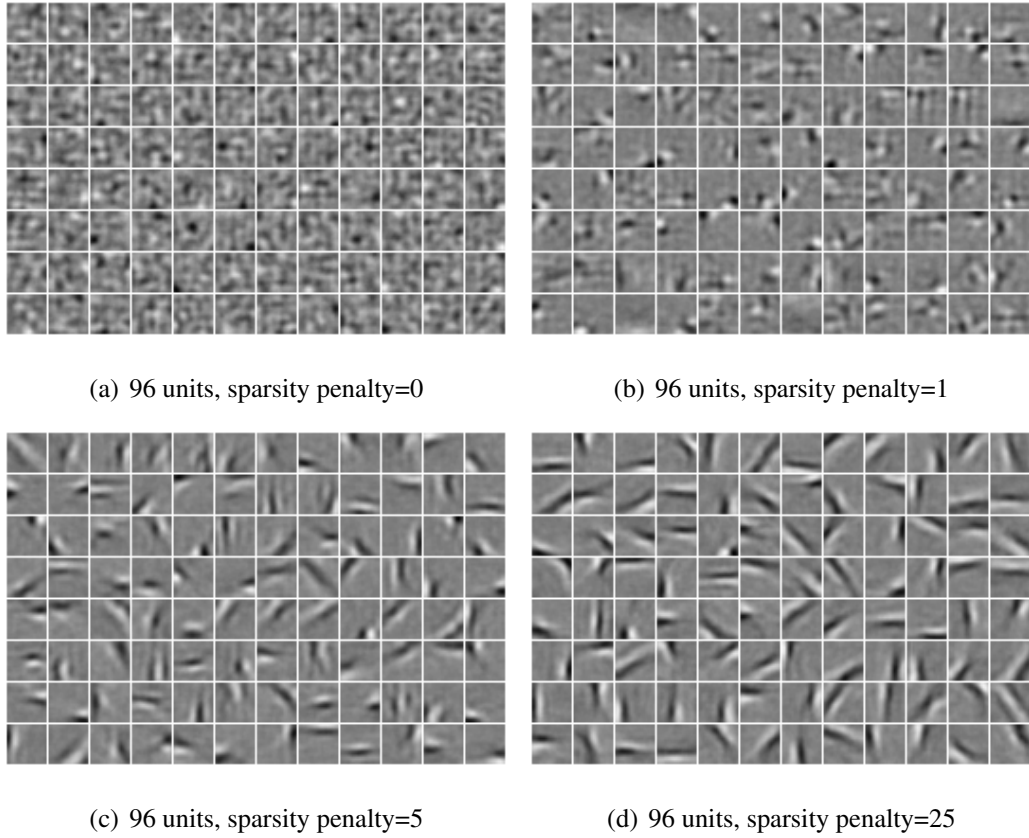 (a) 96 units, sparsity penalty=0
(b) 96 units, sparsity penalty=1
(c) 96 units, sparsity penalty=5
(d) 96 units, sparsity penalty=25